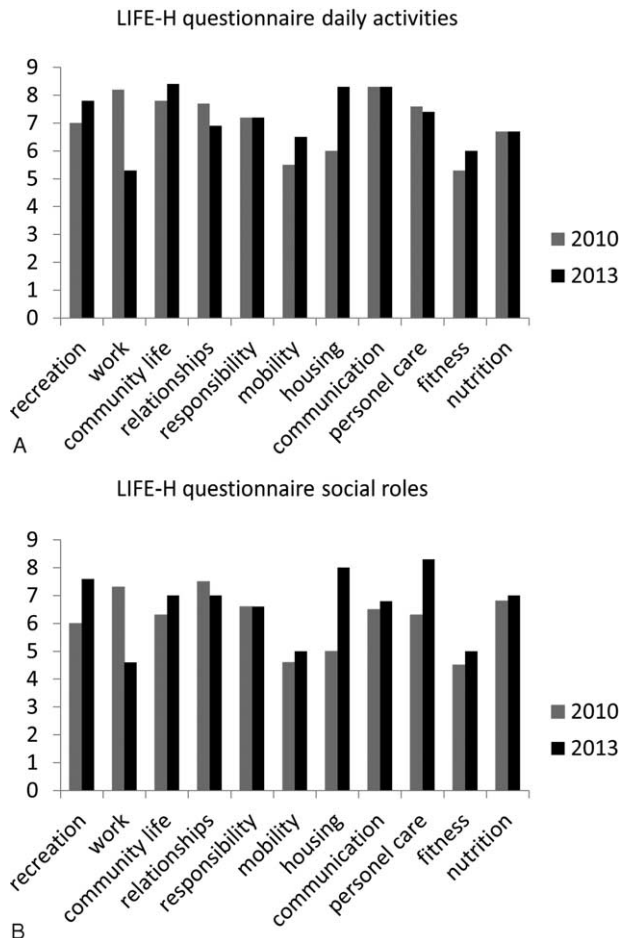 LIFE-H questionnaire daily activities
9
8
7
6
5
4
3
2
1
0
2010
2013
recreation
work
community life
relationships
responsibility
mobility
housing
communication
personel care
fitness
nutrition
A
LIFE-H questionnaire social roles
9
8
7
6
5
4
3
2
1
0
2010
2013
recreation
work
community life
relationships
responsibility
mobility
housing
communication
personel care
fitness
nutrition
B